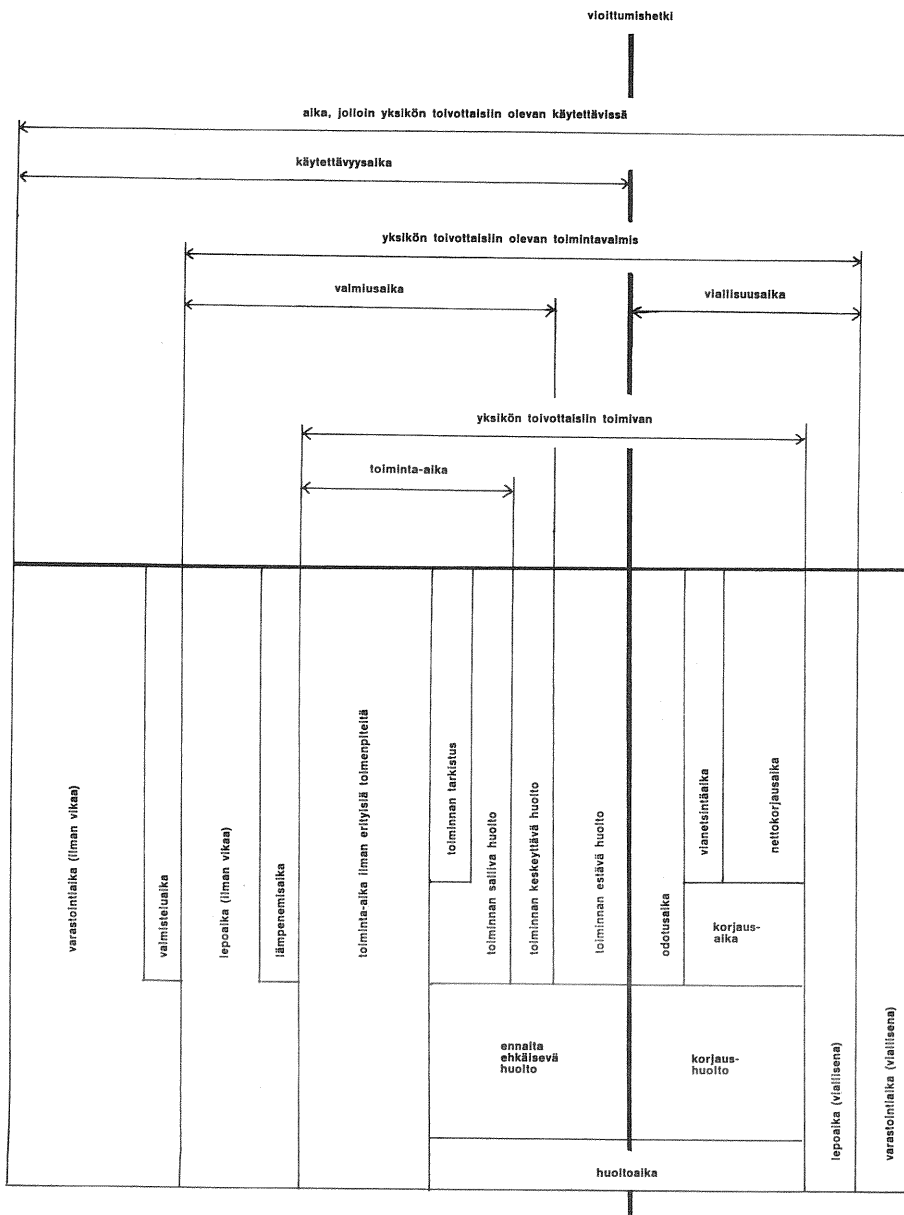 vioittumishetki
aika, jolloin yksikön toivottaisiin olevan käytettävissä
käytettävyysaika
yksikön toivottaisiin olevan toimintavalmis
valmiusaika
viallisuusaika
yksikön toivottaisiin toimivan
toiminta-aika
varastointiaika (ilman vikaa)
valmisteluaika
lepoaika (ilman vikaa)
lämpenemisaika
toiminta-aika ilman erityisiä toimenpiteitä
toiminnan tarkistus
toiminnan salliva huolto
toiminnan keskeyttävä huolto
toiminnan estävä huolto
odotusaika
vianetsintäaika
nettokorjausaika
korjaus-
aika
ennalta
ehkäisevä
huolto
korjaus-
huolto
huoltoaika
lepoaika (viallisena)
varastointiaika (viallisena)